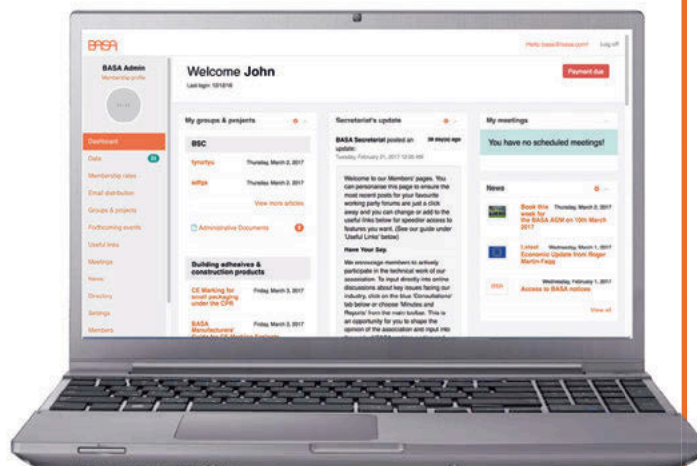 BASA
Hello basa@basa.com!
Log off
BASA Admin
Membership profile
Welcome John
Payment due
Dashboard
Data
Membership rates
Email distribution
Groups & projects
Forthcoming events
Useful links
Meetings
News
Directory
Settings
Members
My groups & projects
BSC
Thursday, March 2, 2017
Thursday, March 2, 2017
View more articles
Administrative Documents
Building adhesives &
construction products
CE Marking for
small packaging
under the CPR
Friday, March 3, 2017
BASA
Manufacturers'
Friday, March 3, 2017
Secretariat's update
BASA Secretariat posted an
update:
39 day(s) ago
Tuesday, February 21, 2017 12:00 AM
Welcome to our Members' pages. You
can personalise this page to ensure the
most recent posts for your favourite
working party forums are just a click
away and you can change or add to the
useful links below for speedier access to
features you want. (See our guide under
'Useful Links' below)
Have Your Say.
We encourage members to actively
participate in the technical work of our
association. To input directly into online
discussions about key issues facing our
industry, click on the blue 'Consultations'
tab below or choose 'Minutes and
Reports' from the main toolbar. This is
an opportunity for you to shape the
opinion of the association and input into
My meetings
You have no scheduled meetings!
News
Book this
week for
the BASA AGM on 15th March
2017
Thursday, March 2, 2017
Latest
Economic Update from Roger
Martin-Fagg
Wednesday, March 1, 2017
Access to BASA notices
Wednesday, February 1, 2017
View all